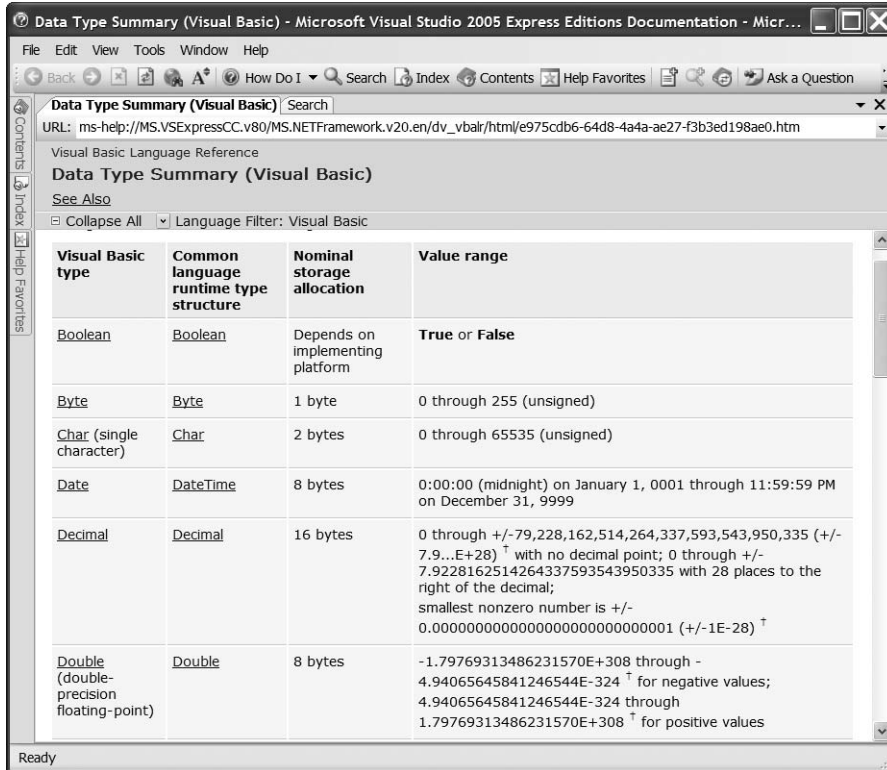 Data Type Summary (Visual Basic) - Microsoft Visual Studio 2005 Express Editions Documentation - Micr...
File Edit View Tools Window Help
Back How Do I Search Index Contents Help Favorites Ask a Question
Data Type Summary (Visual Basic) Search
URL: ms-help://MS.VSExpressCC.v80/MS.NETFramework.v20.en/dv_vbalr/html/e975cdb6-64d8-4a4a-ae27-f3b3ed198ae0.htm
Contents
Index
Help Favorites
Visual Basic Language Reference
Data Type Summary (Visual Basic)
See Also
Collapse All Language Filter: Visual Basic
Visual Basic type
Common language runtime type structure
Nominal storage allocation
Value range
Boolean
Boolean
Depends on implementing platform
True or False
Byte
Byte
1 byte
0 through 255 (unsigned)
Char (single character)
Char
2 bytes
0 through 65535 (unsigned)
Date
DateTime
8 bytes
0:00:00 (midnight) on January 1, 0001 through 11:59:59 PM
on December 31, 9999
Decimal
Decimal
16 bytes
0 through +/-79,228,162,514,264,337,593,543,950,335 (+/-
7.9...E+28) † with no decimal point; 0 through +/-
7.9228162514264337593543950335 with 28 places to the
right of the decimal;
smallest nonzero number is +/-
0.0000000000000000000000000001 (+/-1E-28) †
Double (double-precision floating-point)
Double
8 bytes
-1.79769313486231570E+308 through -
4.94065645841246544E-324 † for negative values;
4.94065645841246544E-324 through
1.79769313486231570E+308 † for positive values
Ready